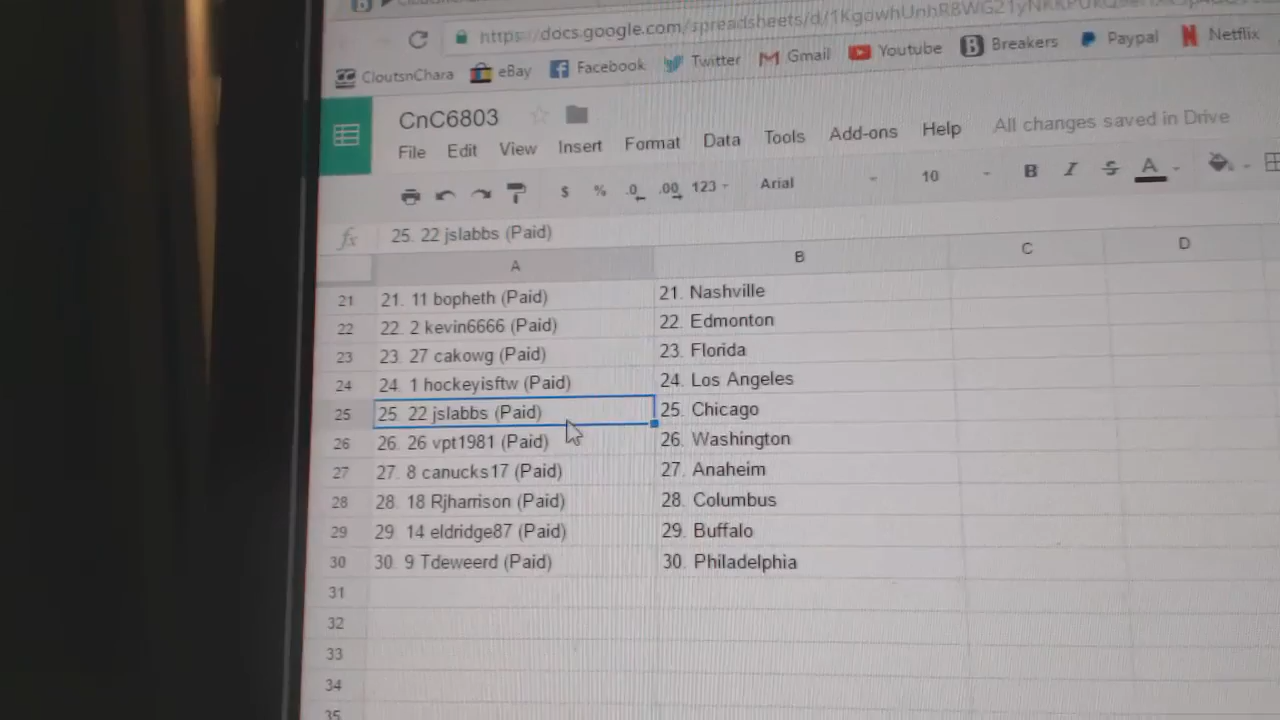 https://docs.google.com/spreadsheets/d/
CloutsnChara eBay Facebook Twitter Gmail Youtube Breakers Paypal Netflix
CnC6803
File Edit View Insert Format Data Tools Add-ons Help All changes saved in Drive
$ % .0 .00 123 Arial 10 B I S A
fx 25. 22 jslabbs (Paid)
A B C D
21 21. 11 bopheth (Paid) 21. Nashville
22 22. 2 kevin6666 (Paid) 22. Edmonton
23 23. 27 cakowg (Paid) 23. Florida
24 24. 1 hockeyisftw (Paid) 24. Los Angeles
25 25. 22 jslabbs (Paid) 25. Chicago
26 26. 26 vpt1981 (Paid) 26. Washington
27 27. 8 canucks17 (Paid) 27. Anaheim
28 28. 18 Rjharrison (Paid) 28. Columbus
29 29. 14 eldridge87 (Paid) 29. Buffalo
30 30. 9 Tdeweerd (Paid) 30. Philadelphia
31
32
33
34
35